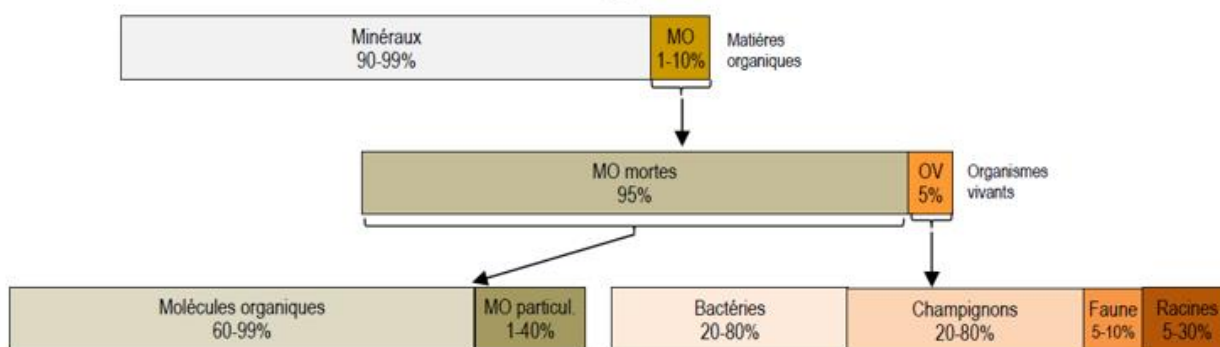 Minéraux
90-99%
MO
1-10%
Matières
organiques
MO mortes
95%
OV
5%
Organismes
vivants
Molécules organiques
60-99%
MO particul.
1-40%
Bactéries
20-80%
Champignons
20-80%
Faune
5-10%
Racines
5-30%